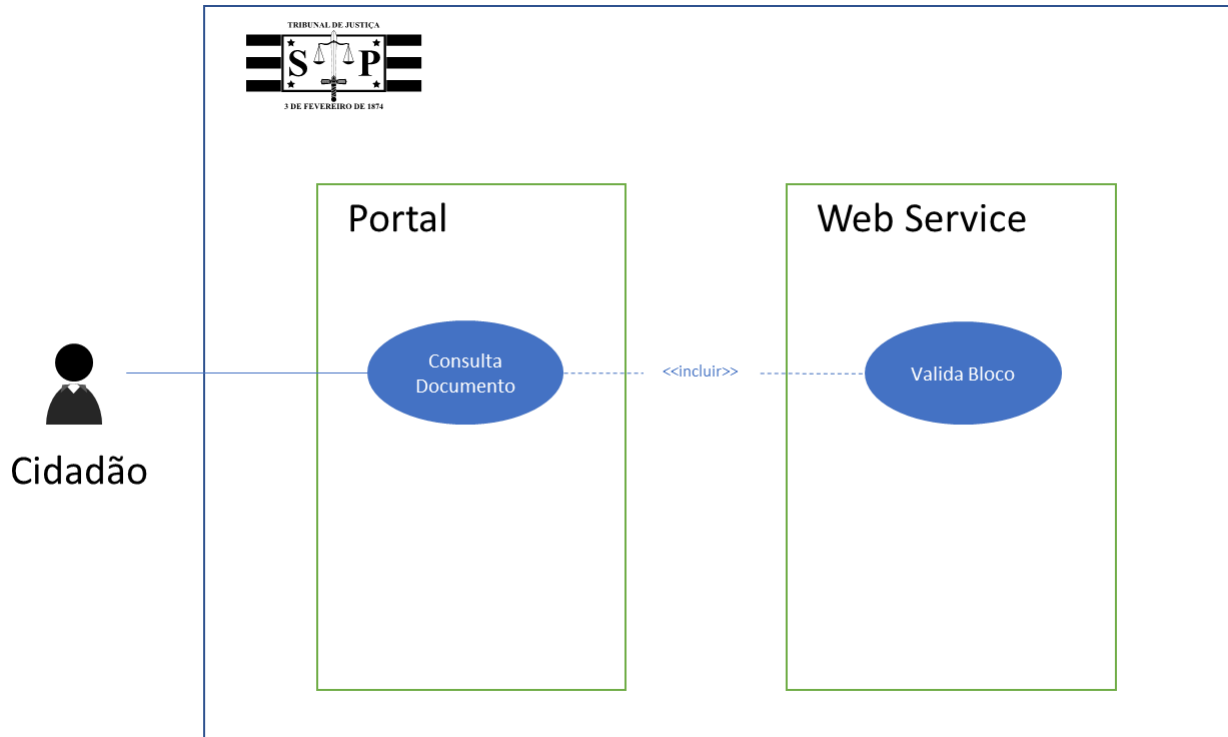 TRIBUNAL DE JUSTIÇA
S P
3 DE FEVEREIRO DE 1874
Portal
Web Service
Consulta
Documento
<<incluir>>
Valida Bloco
Cidadão